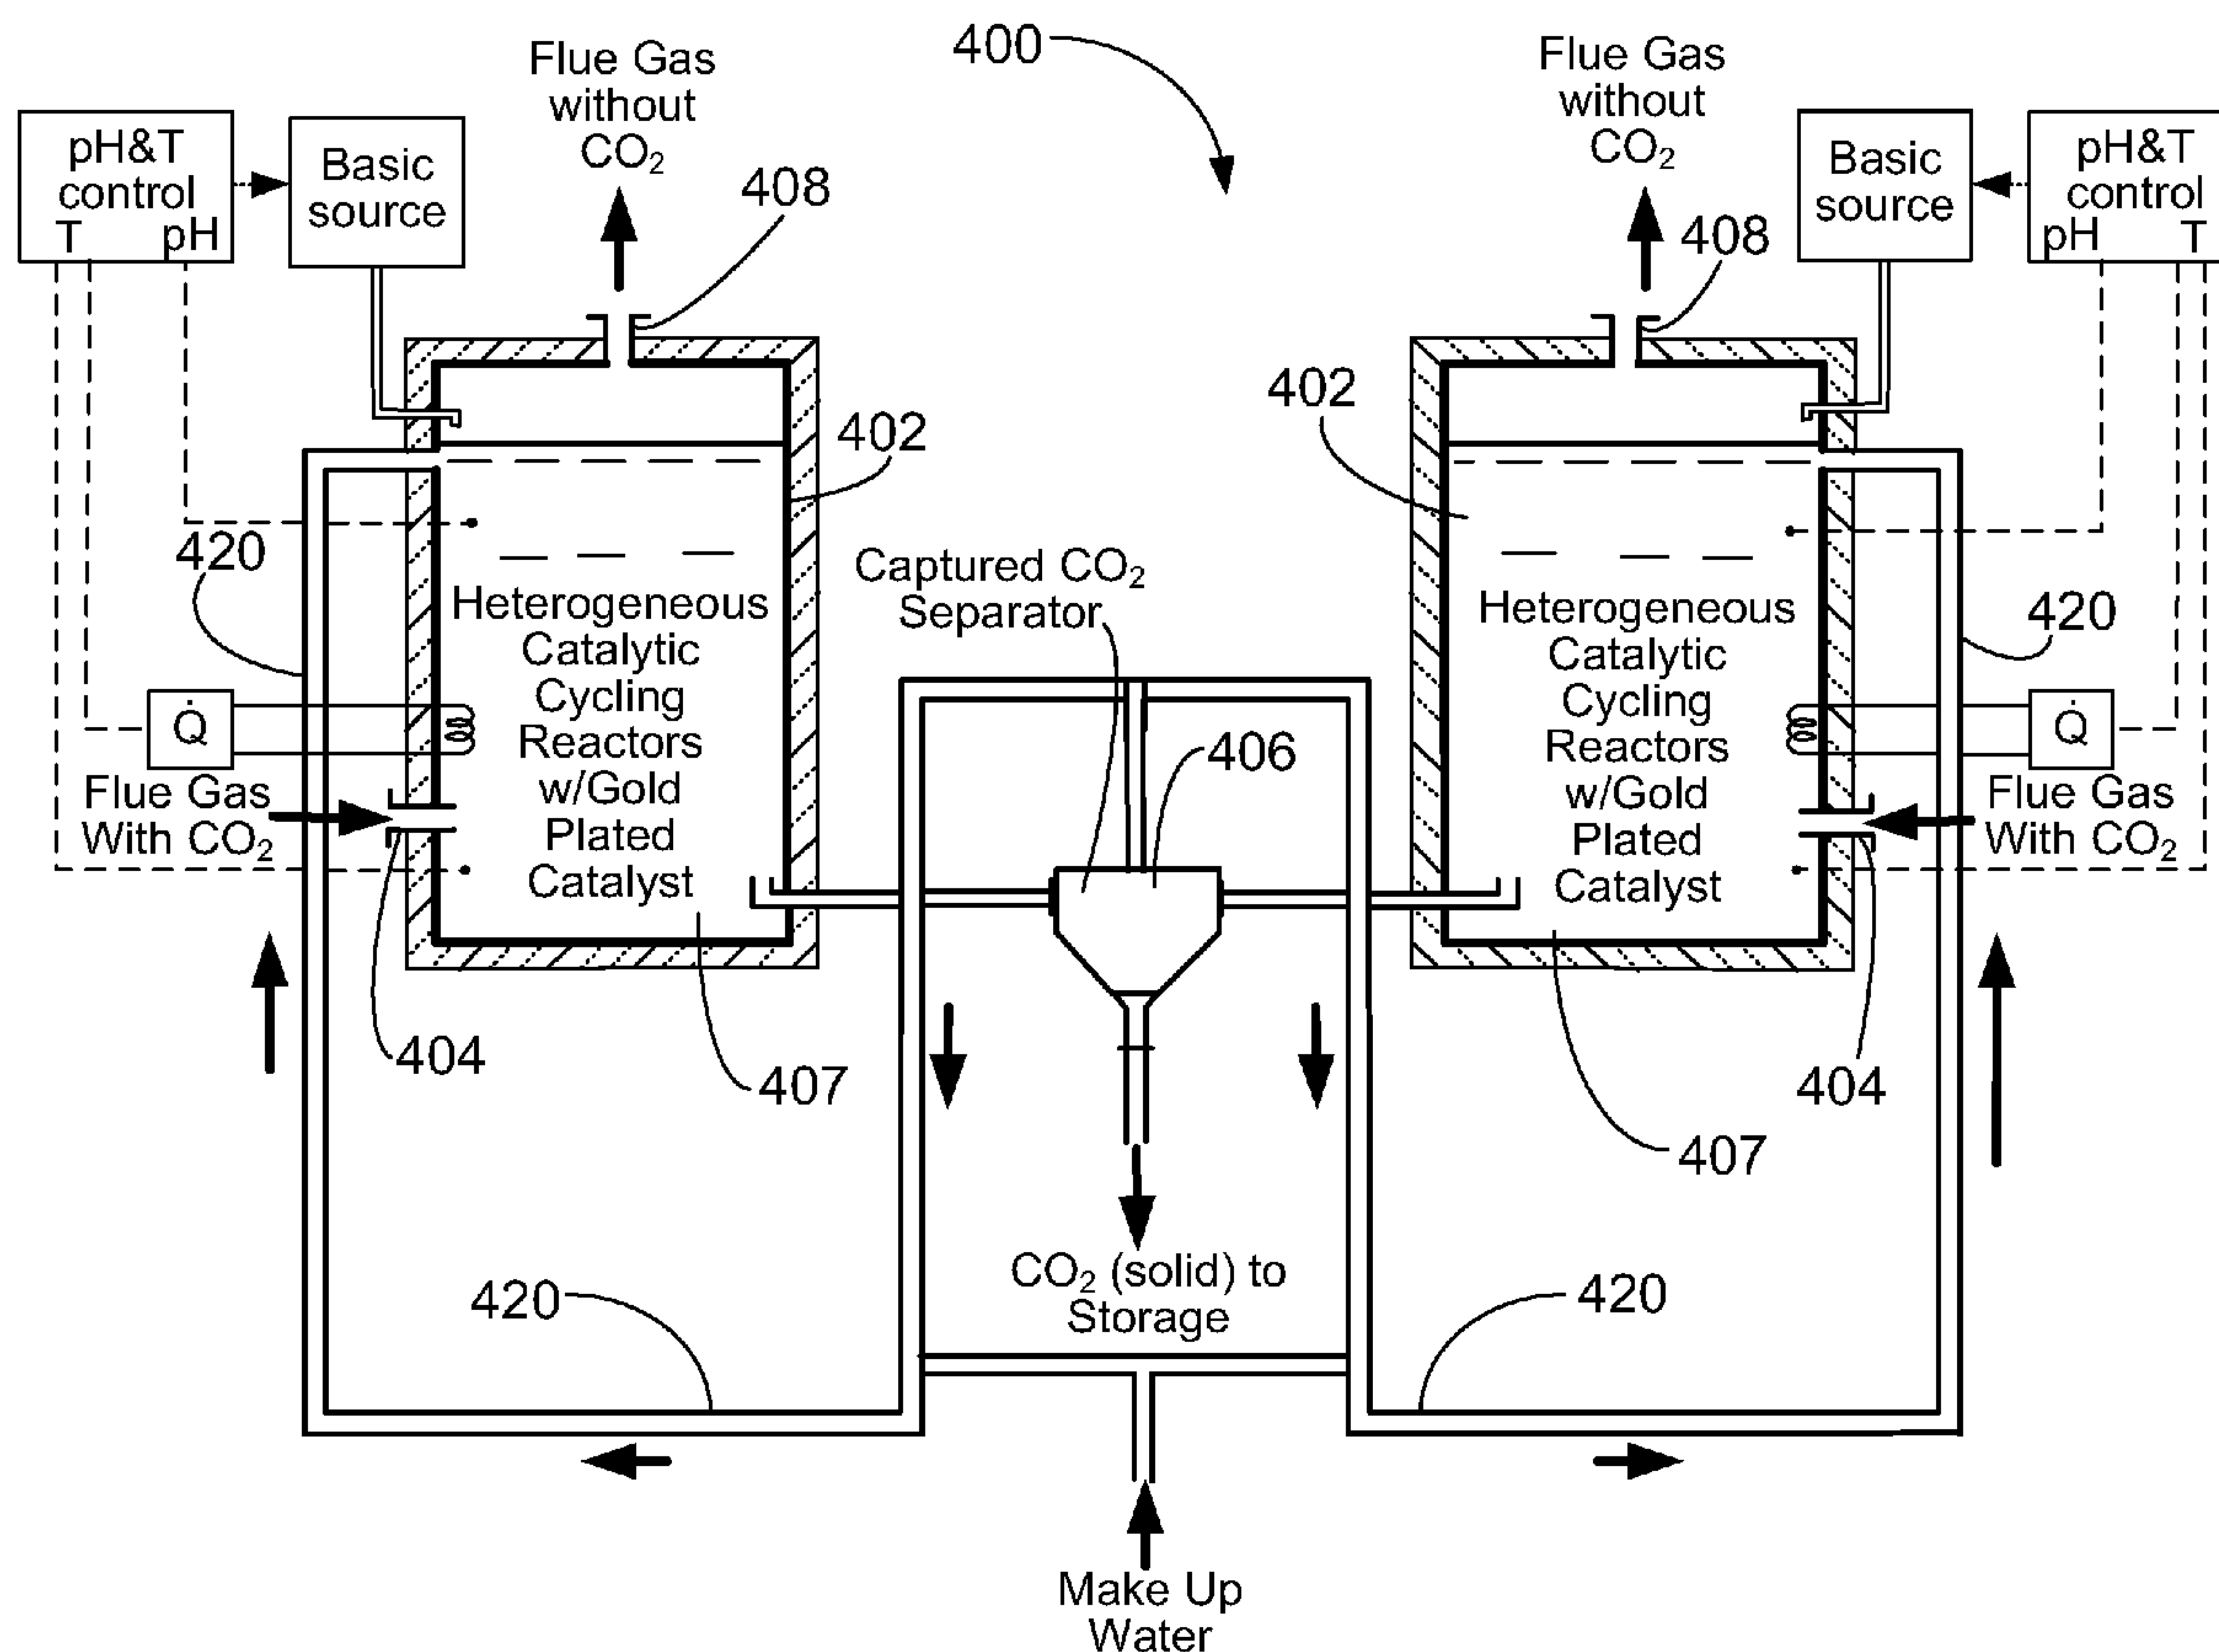 400
Flue Gas
without
CO₂
Flue Gas
without
CO₂
pH&T
control
T pH
Basic
source
408
408
Basic
source
pH&T
control
pH T
402
402
420
Captured CO₂
Separator
420
Heterogeneous
Catalytic
Cycling
Reactors
w/Gold
Plated
Catalyst
Heterogeneous
Catalytic
Cycling
Reactors
w/Gold
Plated
Catalyst
Q̇
406
Q̇
Flue Gas
With CO₂
Flue Gas
With CO₂
404
407
404
407
CO₂ (solid) to
Storage
420
420
Make Up
Water